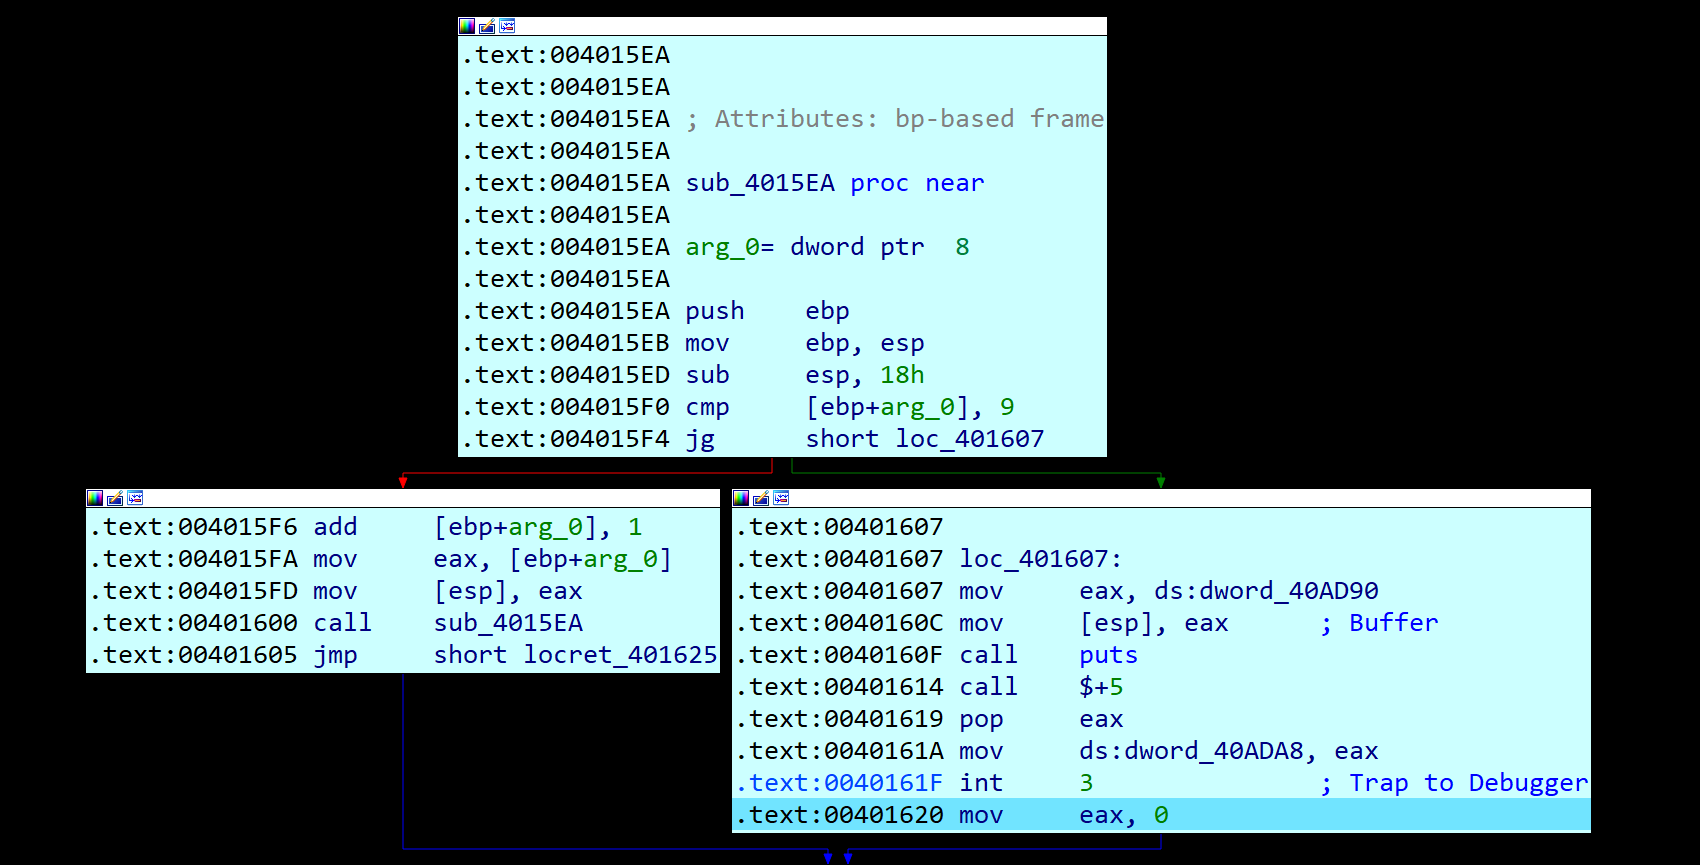 .text:004015EA
.text:004015EA
.text:004015EA ; Attributes: bp-based frame
.text:004015EA
.text:004015EA sub_4015EA proc near
.text:004015EA
.text:004015EA arg_0= dword ptr  8
.text:004015EA
.text:004015EA push    ebp
.text:004015EB mov     ebp, esp
.text:004015ED sub     esp, 18h
.text:004015F0 cmp     [ebp+arg_0], 9
.text:004015F4 jg      short loc_401607
.text:004015F6 add     [ebp+arg_0], 1
.text:004015FA mov     eax, [ebp+arg_0]
.text:004015FD mov     [esp], eax
.text:00401600 call    sub_4015EA
.text:00401605 jmp     short locret_401625
.text:00401607
.text:00401607 loc_401607:
.text:00401607 mov     eax, ds:dword_40AD90
.text:0040160C mov     [esp], eax      ; Buffer
.text:0040160F call    puts
.text:00401614 call    $+5
.text:00401619 pop     eax
.text:0040161A mov     ds:dword_40ADA8, eax
.text:0040161F int     3               ; Trap to Debugger
.text:00401620 mov     eax, 0